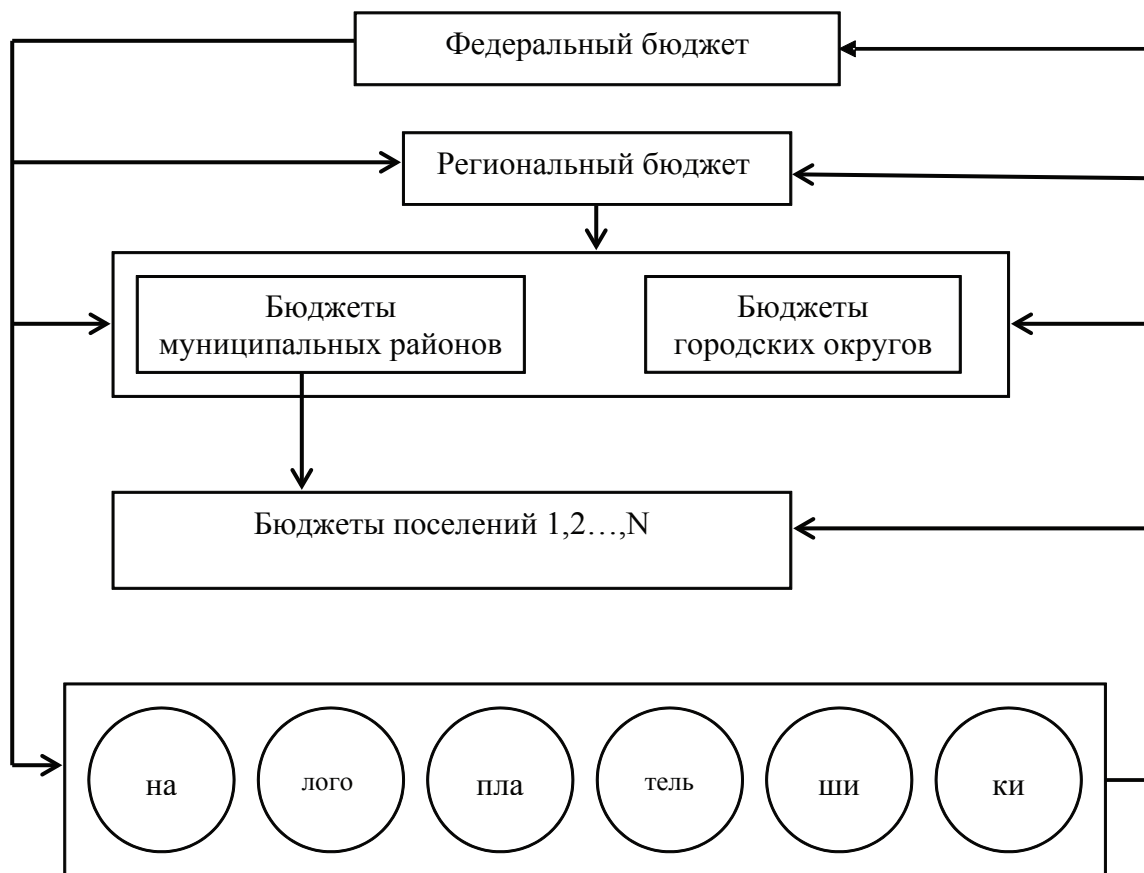 Федеральный бюджет
Региональный бюджет
Бюджеты
муниципальных районов
Бюджеты
городских округов
Бюджеты поселений 1,2…,N
на
лого
пла
тель
ши
ки